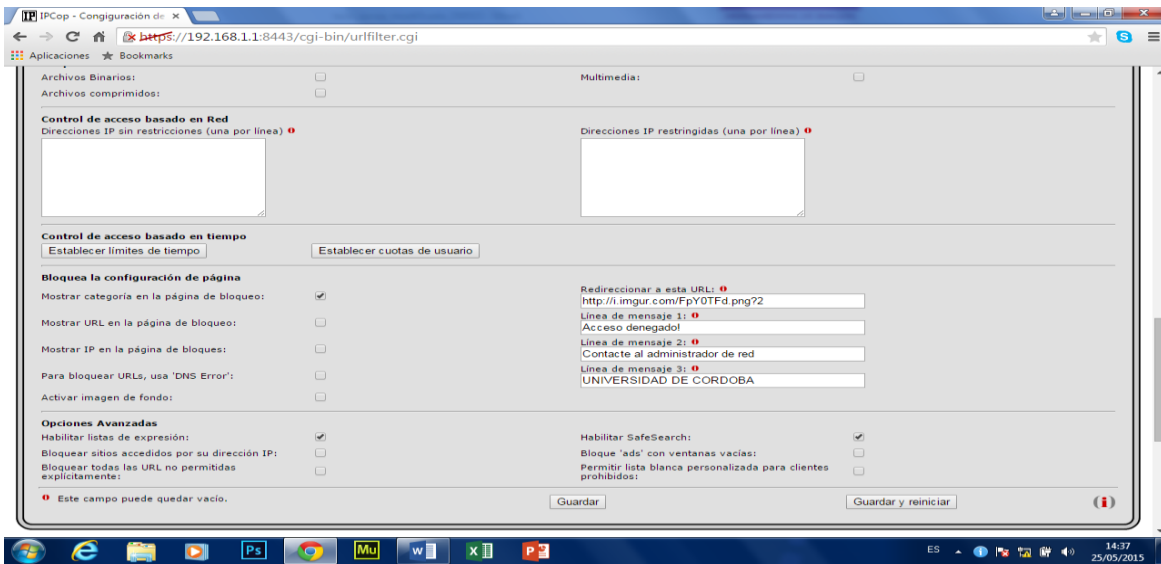 IPCop - Congiguración de
https://192.168.1.1:8443/cgi-bin/urlfilter.cgi
Aplicaciones Bookmarks
Archivos Binarios: Multimedia:
Archivos comprimidos:
Control de acceso basado en Red
Direcciones IP sin restricciones (una por línea) Direcciones IP restringidas (una por línea)
Control de acceso basado en tiempo
Establecer límites de tiempo Establecer cuotas de usuario
Bloquea la configuración de página
Mostrar categoría en la página de bloqueo: Redireccionar a esta URL:
http://i.imgur.com/FpY0TFd.png?2
Mostrar URL en la página de bloqueo: Línea de mensaje 1:
Acceso denegado!
Mostrar IP en la página de bloques: Línea de mensaje 2:
Contacte al administrador de red
Para bloquear URLs, usa 'DNS Error': Línea de mensaje 3:
UNIVERSIDAD DE CORDOBA
Activar imagen de fondo:
Opciones Avanzadas
Habilitar listas de expresión: Habilitar SafeSearch:
Bloquear sitios accedidos por su dirección IP: Bloque 'ads' con ventanas vacías:
Bloquear todas las URL no permitidas explícitamente: Permitir lista blanca personalizada para clientes prohibidos:
Este campo puede quedar vacío. Guardar Guardar y reiniciar
Ps Mu ES 14:37
25/05/2015